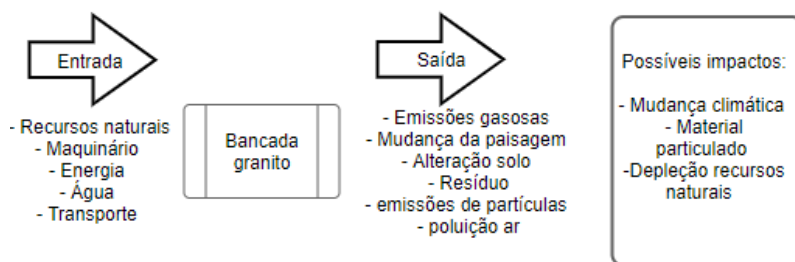 Entrada
- Recursos naturais
- Maquinário
- Energia
- Água
- Transporte
Bancada
granito
Saída
- Emissões gasosas
- Mudança da paisagem
- Alteração solo
- Resíduo
- emissões de partículas
- poluição ar
Possíveis impactos:
- Mudança climática
- Material
particulado
-Depleção recursos
naturais